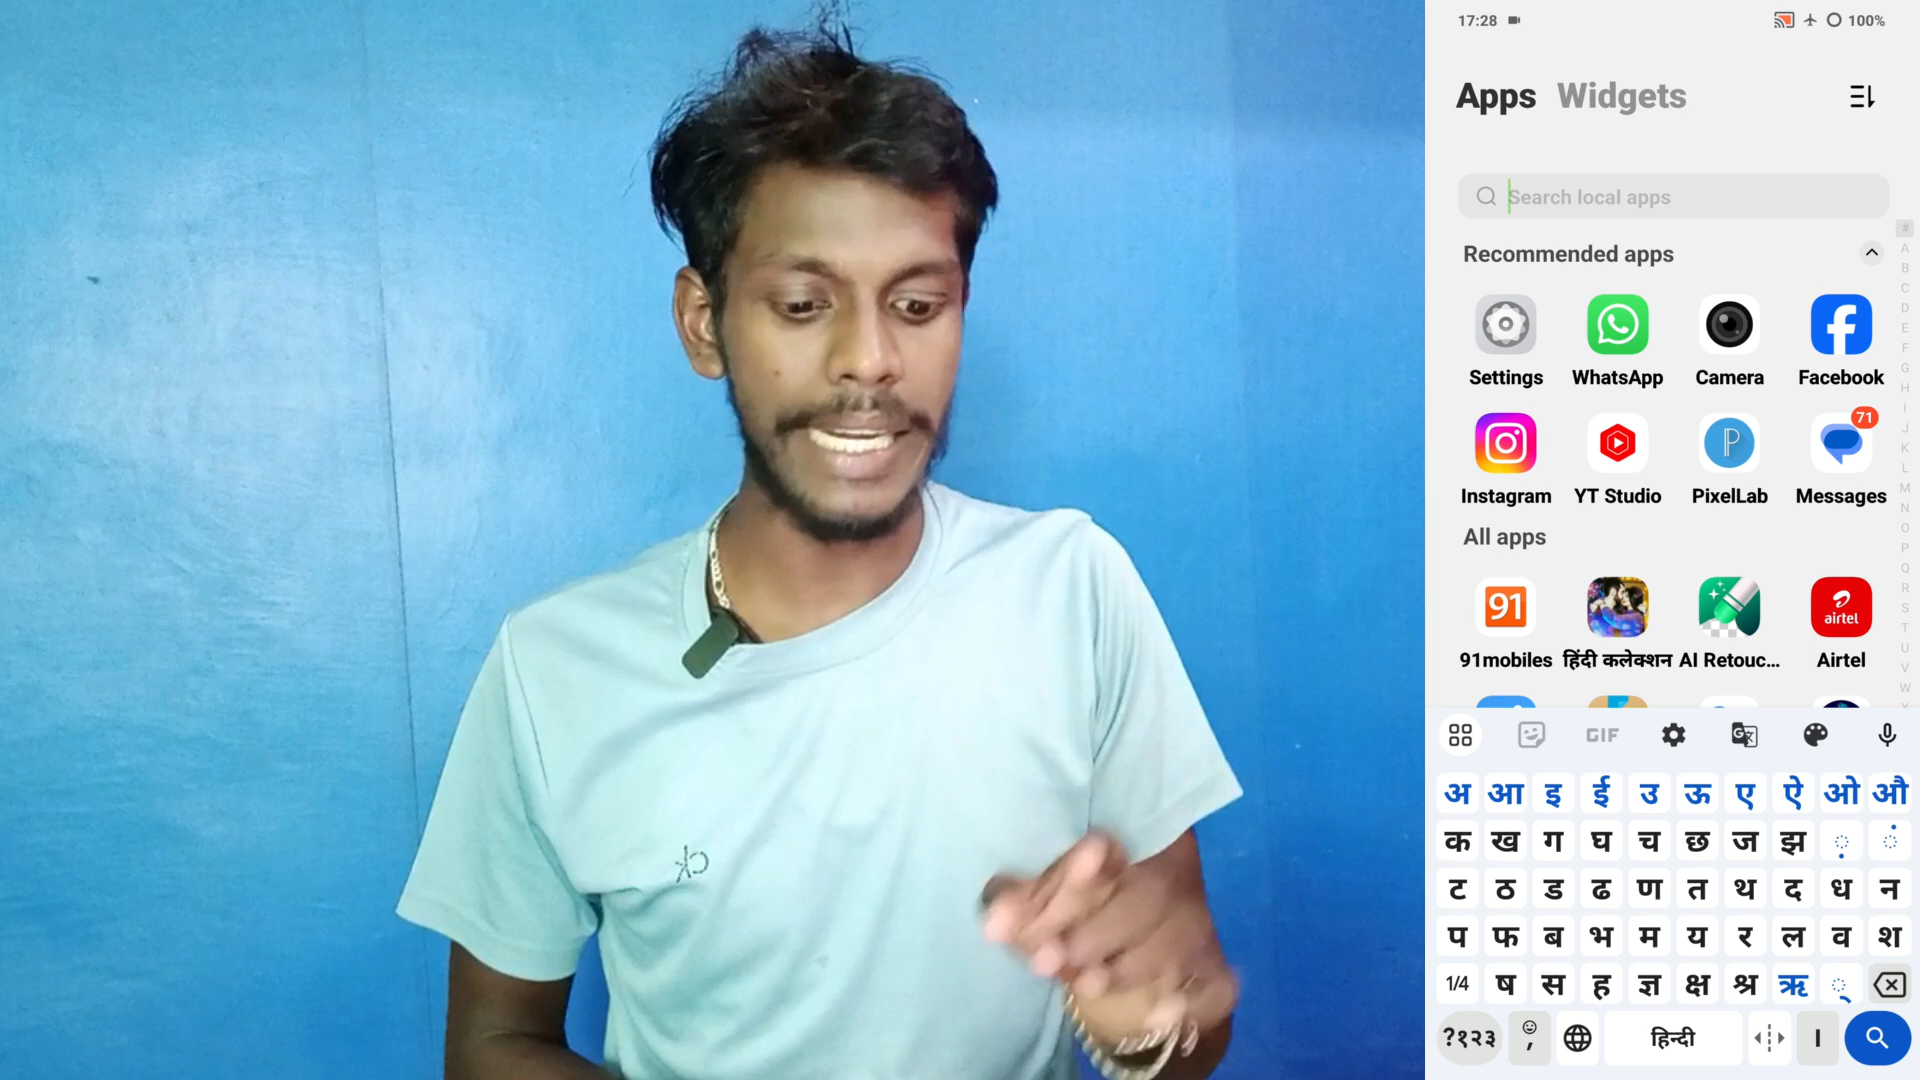 17:28 100%
Apps Widgets
Search local apps
Recommended apps
Settings WhatsApp Camera Facebook
71
Instagram YT Studio PixelLab Messages
All apps
91 airtel
91mobiles हिंदी कलेक्शन AI Retouc... Airtel
#
A
B
C
D
E
F
G
H
I
J
K
L
M
N
O
P
Q
R
S
T
U
V
W
GIF
अ आ इ ई उ ऊ ए ऐ ओ औ
क ख ग घ च छ ज झ ़ ं
ट ठ ड ढ ण त थ द ध न
प फ ब भ म य र ल व श
1/4 ष स ह ज्ञ क्ष श्र ऋ ्
?१२३ , हिन्दी ।